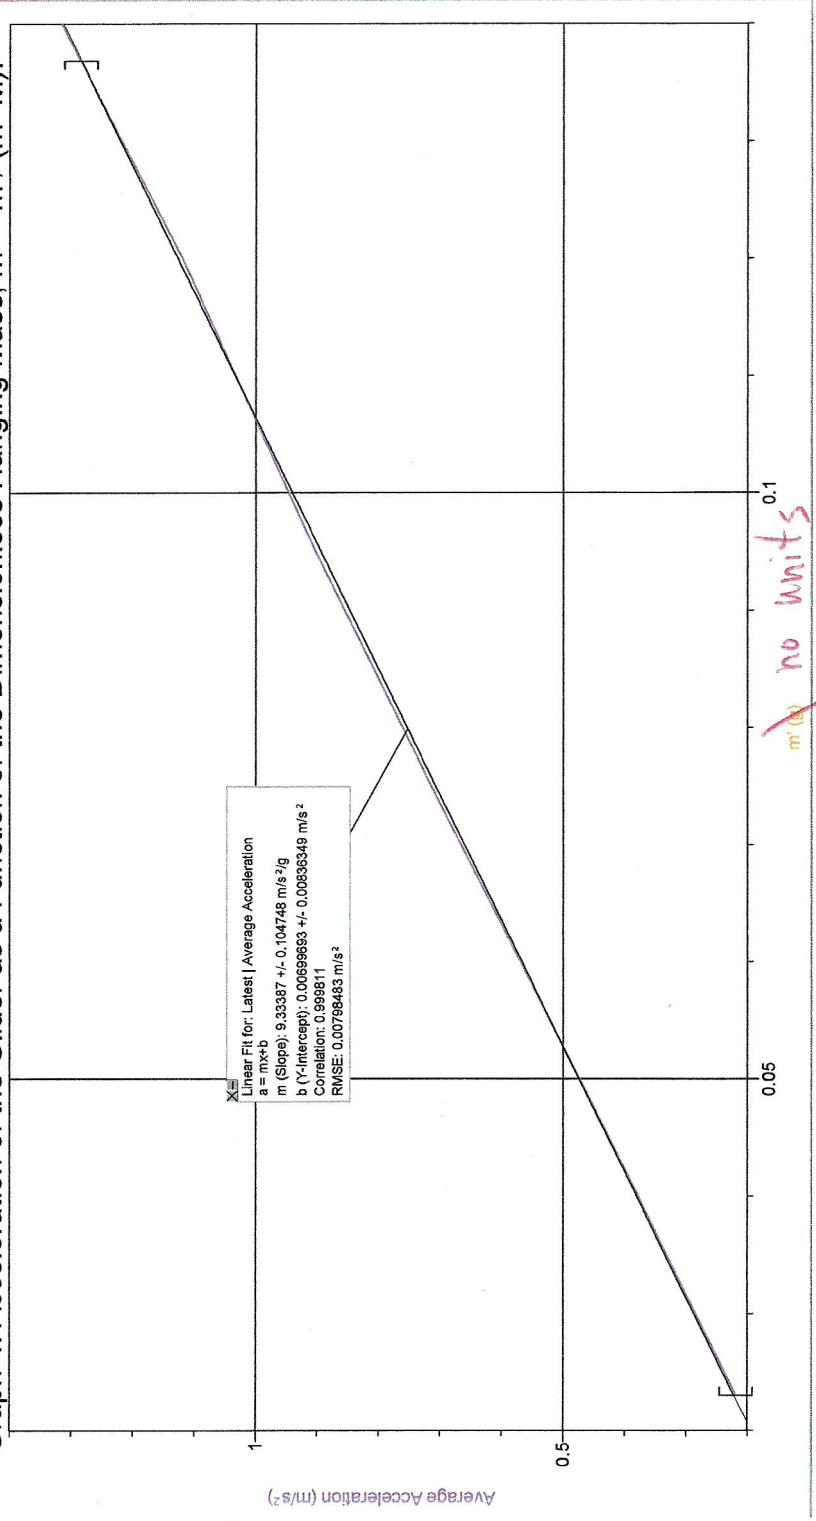 Acceleration of the Glider as a Function of the Dimensionless Hanging Mass,
1
0.5
Average Acceleration (m/s²)
X=
Linear Fit for: Latest | Average Acceleration
a = mx+b
m (Slope): 9.33387 +/- 0.104748 m/s²/g
b (Y-Intercept): 0.00699693 +/- 0.00836349 m/s²
Correlation: 0.999811
RMSE: 0.00798483 m/s²
0.05
0.1
m' (g)
no units